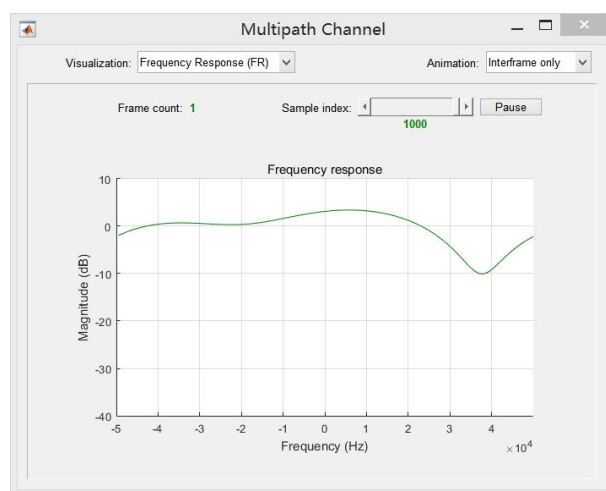 Multipath Channel
Visualization: Frequency Response (FR) Animation: Interframe only
Frame count: 1 Sample index: Pause
1000
Frequency response
10
0
-10
-20
-30
-40
Magnitude (dB)
-5 -4 -3 -2 -1 0 1 2 3 4
Frequency (Hz) ×10⁴